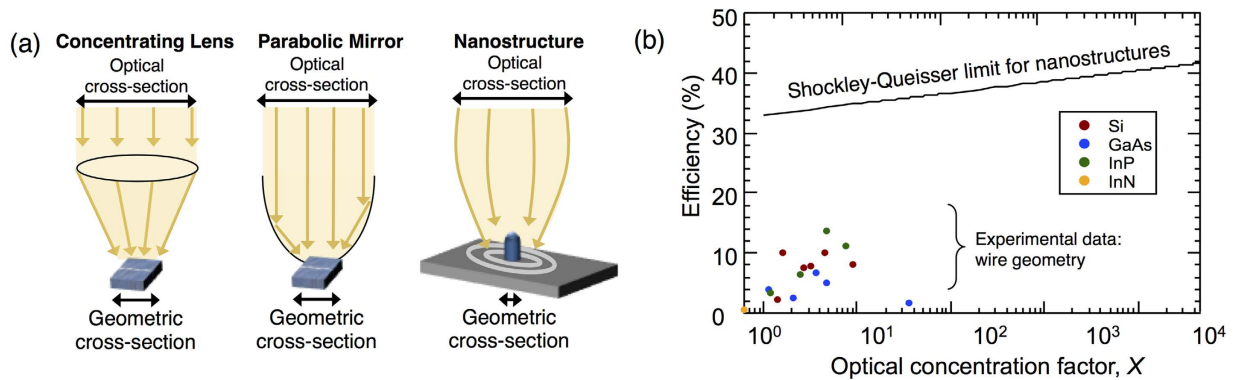 (a)
Concentrating Lens
Optical
cross-section
Geometric
cross-section
Parabolic Mirror
Optical
cross-section
Geometric
cross-section
Nanostructure
Optical
cross-section
Geometric
cross-section
(b)
Efficiency (%)
50
40
30
20
10
0
Shockley-Queisser limit for nanostructures
Si
GaAs
InP
InN
Experimental data:
wire geometry
10⁰ 10¹ 10² 10³ 10⁴
Optical concentration factor, X